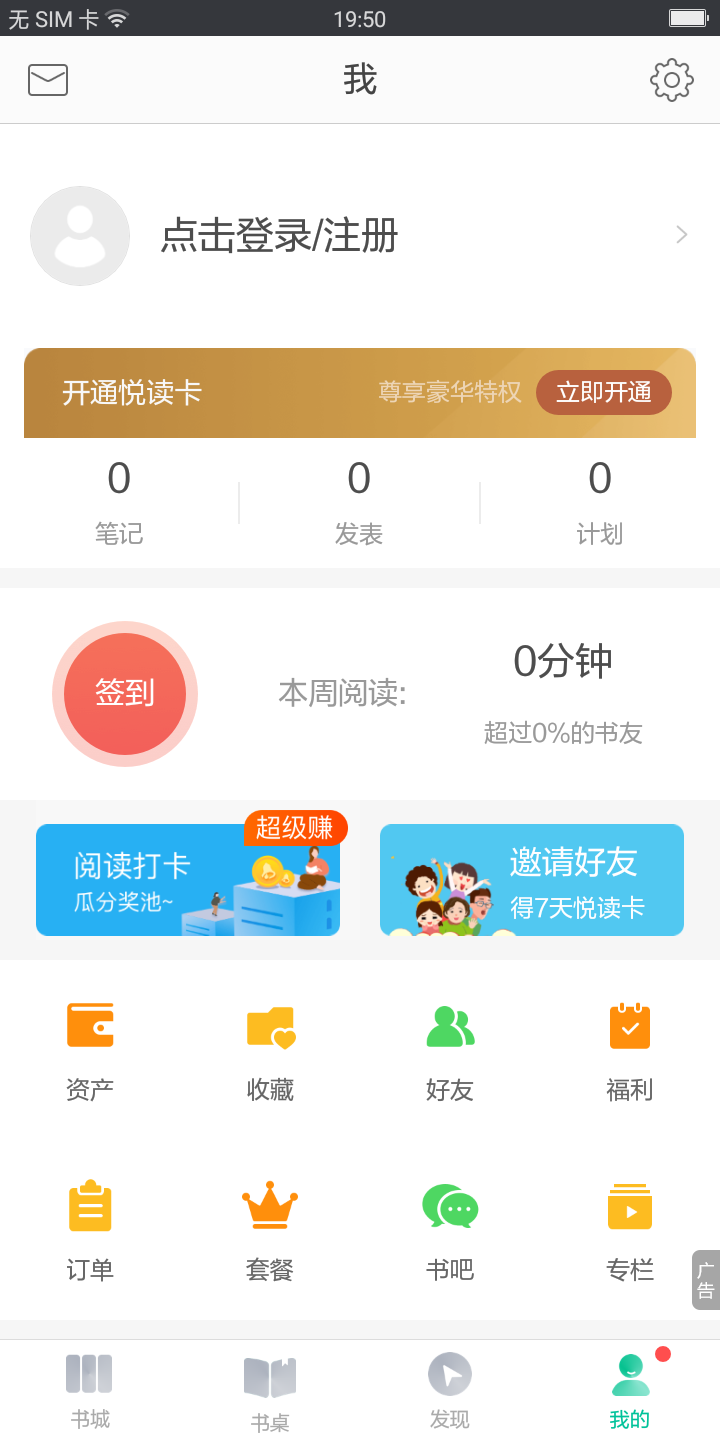 无 SIM 卡 19:50
我
点击登录/注册
开通悦读卡 尊享豪华特权 立即开通
0 0 0
笔记 发表 计划
签到 本周阅读: 0分钟
超过0%的书友
超级赚
阅读打卡
瓜分奖池~
邀请好友
得7天悦读卡
资产 收藏 好友 福利
订单 套餐 书吧 专栏
广告
书城 书桌 发现 我的